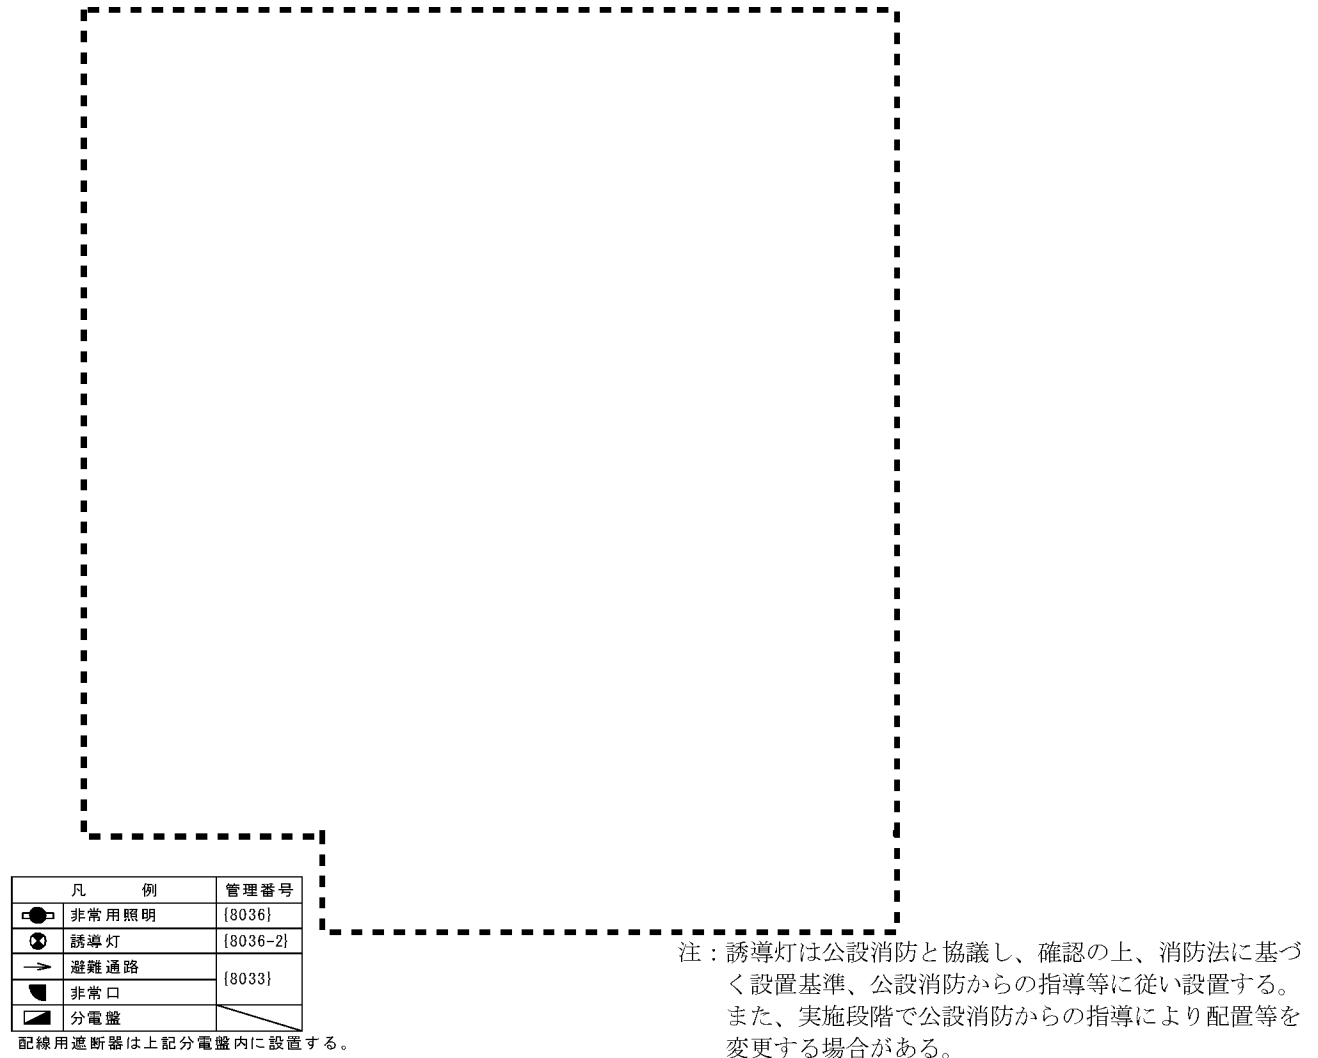 凡 例 管理番号
非常用照明 {8036}
誘導灯 {8036-2}
避難通路 {8033}
非常口
分電盤
配線用遮断器は上記分電盤内に設置する。
注：誘導灯は公設消防と協議し、確認の上、消防法に基づ
く設置基準、公設消防からの指導等に従い設置する。
また、実施段階で公設消防からの指導により配置等を
変更する場合がある。